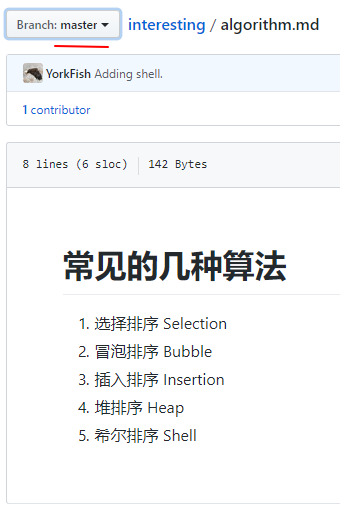 Branch: master interesting / algorithm.md
YorkFish Adding shell.
1 contributor
8 lines (6 sloc) 142 Bytes
常见的几种算法
1. 选择排序 Selection
2. 冒泡排序 Bubble
3. 插入排序 Insertion
4. 堆排序 Heap
5. 希尔排序 Shell